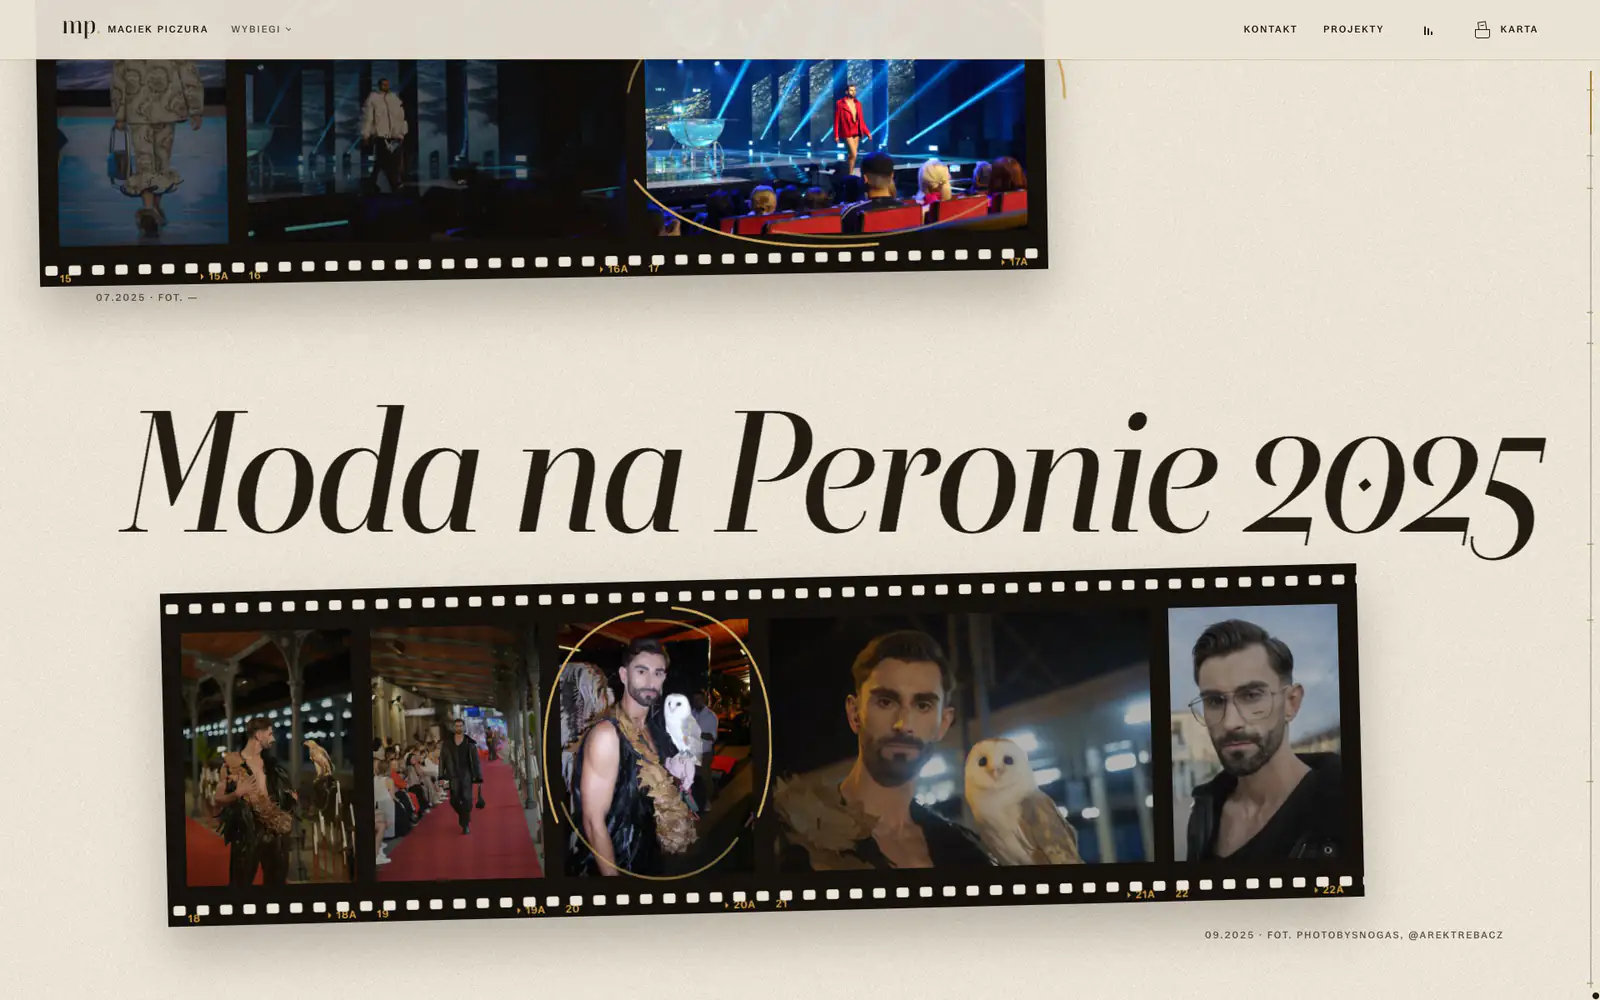 mp. MACIEK PICZURA WYBIEGI KONTAKT PROJEKTY KARTA
15 15A 16 16A 17 17A
07.2025 · FOT. —
Moda na Peronie 2025
18 18A 19 19A 20 20A 21 21A 22 22A
09.2025 · FOT. PHOTOBYSNOGAS, @AREKTREBACZ